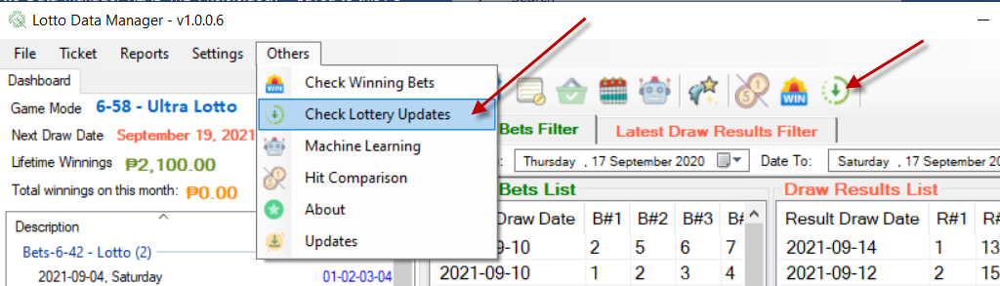 Lotto Data Manager - v1.0.0.6
File Ticket Reports Settings Others
Dashboard
Game Mode 6-58 - Ultra Lotto
Next Draw Date September 19, 2021
Lifetime Winnings ₱2,100.00
Total winnings on this month: ₱0.00
Description
Bets-6-42 - Lotto (2)
2021-09-04, Saturday 01-02-03-04
Check Winning Bets
Check Lottery Updates
Machine Learning
Hit Comparison
About
Updates
WIN
Bets Filter Latest Draw Results Filter
Thursday , 17 September 2020 Date To: Saturday , 17 September 20
Bets List
Draw Date B#1 B#2 B#3 B#
9-10 2 5 6 7
2021-09-10 1 2 3 4
Draw Results List
Result Draw Date R#1 R#
2021-09-14 1 13
2021-09-12 2 15